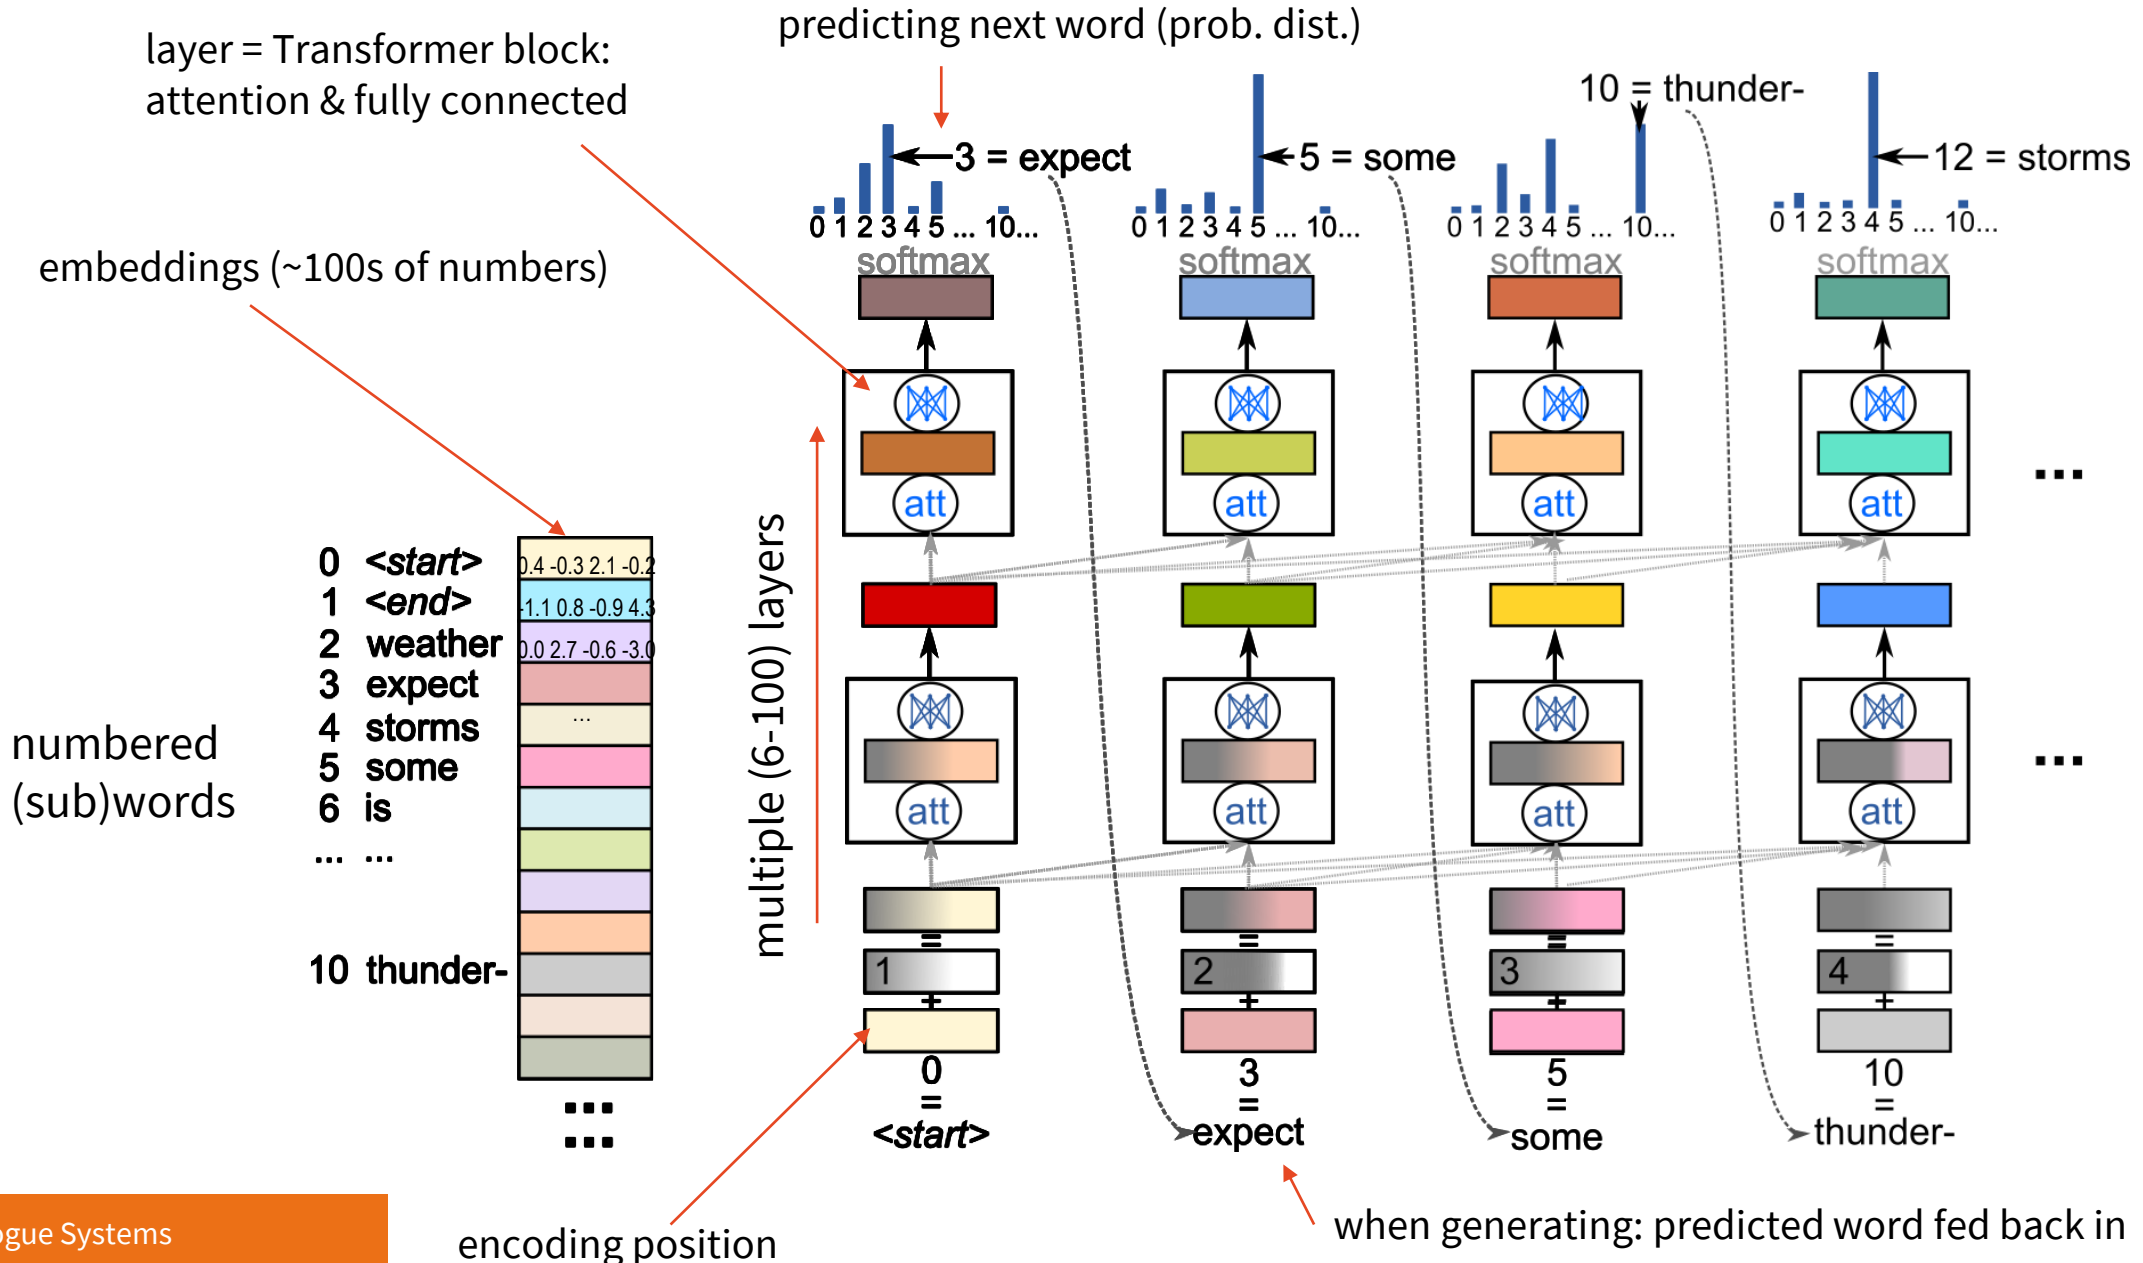 predicting next word (prob. dist.)
layer = Transformer block:
attention & fully connected
10 = thunder-
3 = expect
5 = some
12 = storms
0 1 2 3 4 5 ... 10...
0 1 2 3 4 5 ... 10...
0 1 2 3 4 5 ... 10...
0 1 2 3 4 5 ... 10...
softmax
softmax
softmax
softmax
embeddings (~100s of numbers)
att
att
att
att
...
multiple (6-100) layers
0 <start> 0.4 -0.3 2.1 -0.2
1 <end> -1.1 0.8 -0.9 4.3
2 weather 0.0 2.7 -0.6 -3.0
3 expect
4 storms ...
5 some
6 is
... ...
10 thunder-
...
...
numbered
(sub)words
att
att
att
att
...
=
=
=
=
1
2
3
4
+
+
+
+
0
3
5
10
=
=
=
=
<start>
expect
some
thunder-
ogue Systems
encoding position
when generating: predicted word fed back in